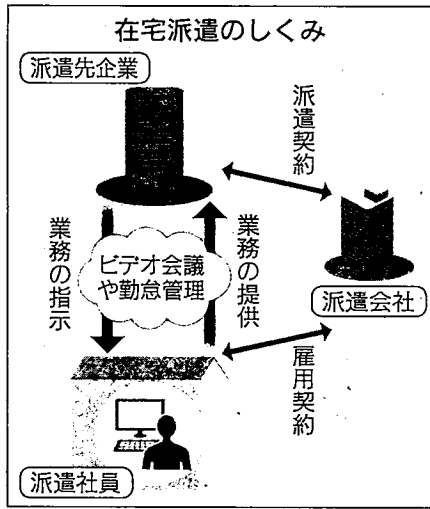 在宅派遣のしくみ
派遣先企業
派遣契約
業務の指示
ビデオ会議
や勤怠管理
業務の提供
派遣会社
雇用契約
派遣社員